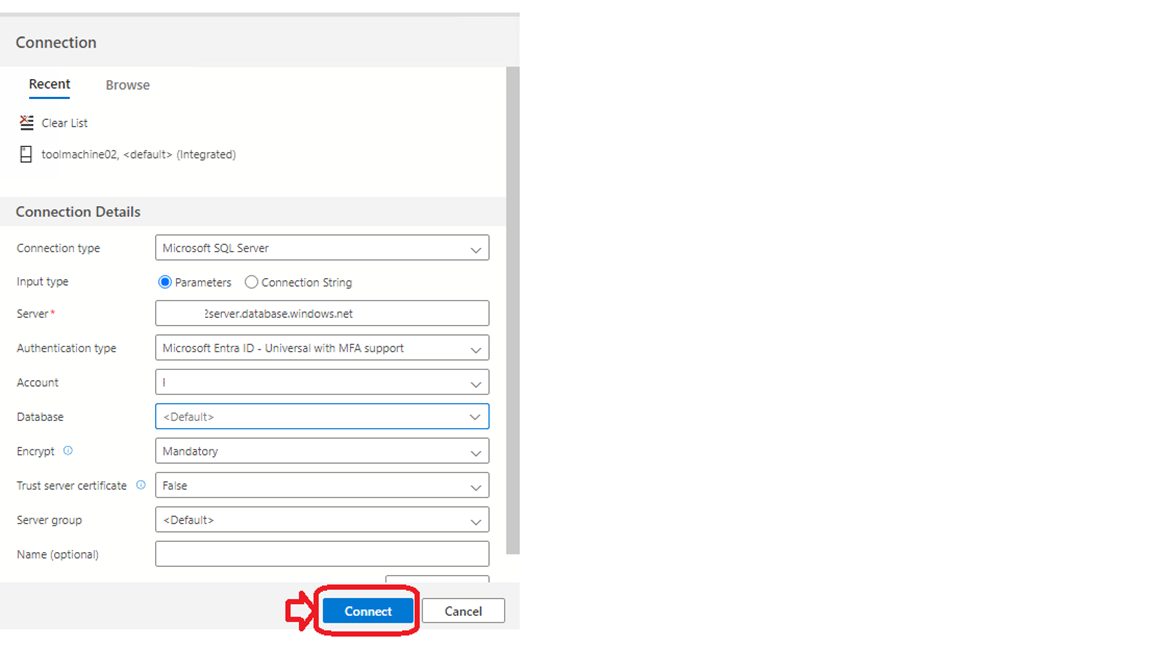 Connection
Recent Browse
Clear List
toolmachine02, <default> (Integrated)
Connection Details
Connection type Microsoft SQL Server
Input type Parameters Connection String
Server* server.database.windows.net
Authentication type Microsoft Entra ID - Universal with MFA support
Account
Database <Default>
Encrypt Mandatory
Trust server certificate False
Server group <Default>
Name (optional)
Connect Cancel